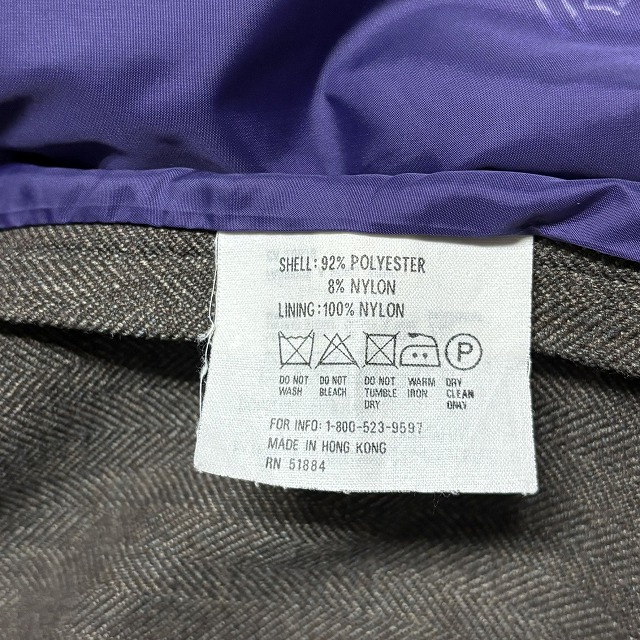 SHELL: 92% POLYESTER
8% NYLON
LINING: 100% NYLON
P
DO NOT WASH
DO NOT BLEACH
DO NOT TUMBLE DRY
WARM IRON
DRY CLEAN ONLY
FOR INFO: 1-800-523-9597
MADE IN HONG KONG
RN 51884